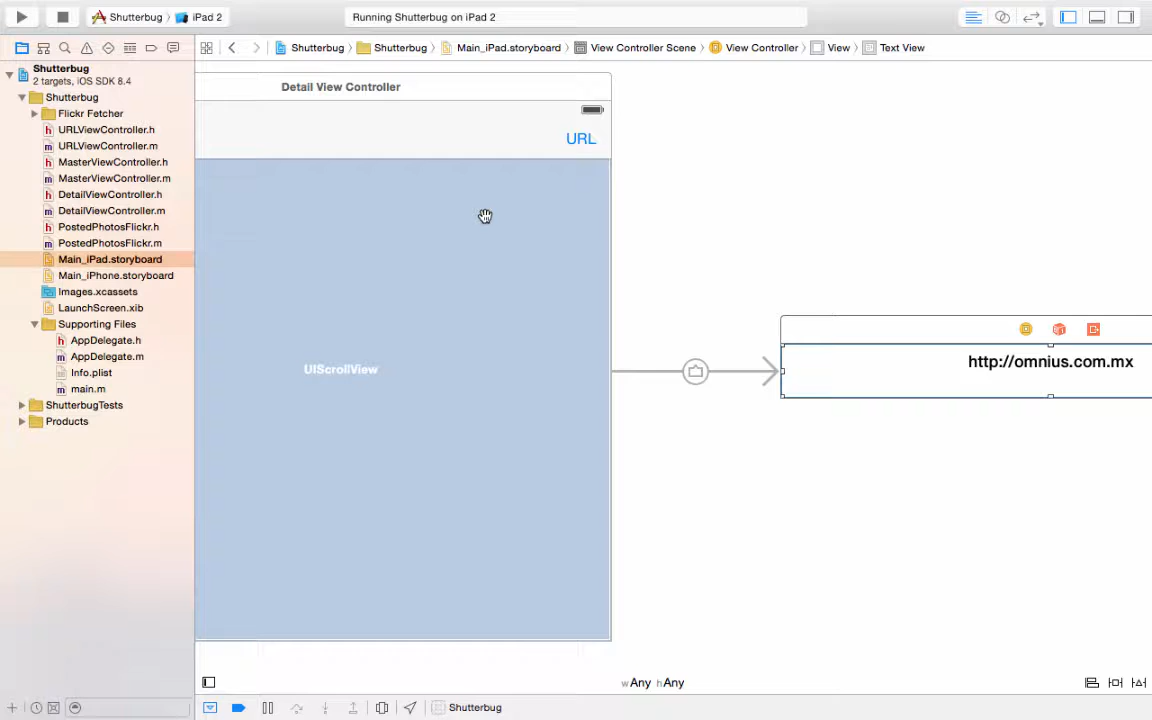 Shutterbug iPad 2 Running Shutterbug on iPad 2
Shutterbug Shutterbug Main_iPad.storyboard View Controller Scene View Controller View Text View
Shutterbug
2 targets, iOS SDK 8.4
Shutterbug
Flickr Fetcher
URLViewController.h
URLViewController.m
MasterViewController.h
MasterViewController.m
DetailViewController.h
DetailViewController.m
PostedPhotosFlickr.h
PostedPhotosFlickr.m
Main_iPad.storyboard
Main_iPhone.storyboard
Images.xcassets
LaunchScreen.xib
Supporting Files
AppDelegate.h
AppDelegate.m
Info.plist
main.m
ShutterbugTests
Products
Detail View Controller
URL
UIScrollView
http://omnius.com.mx
wAny hAny
Shutterbug